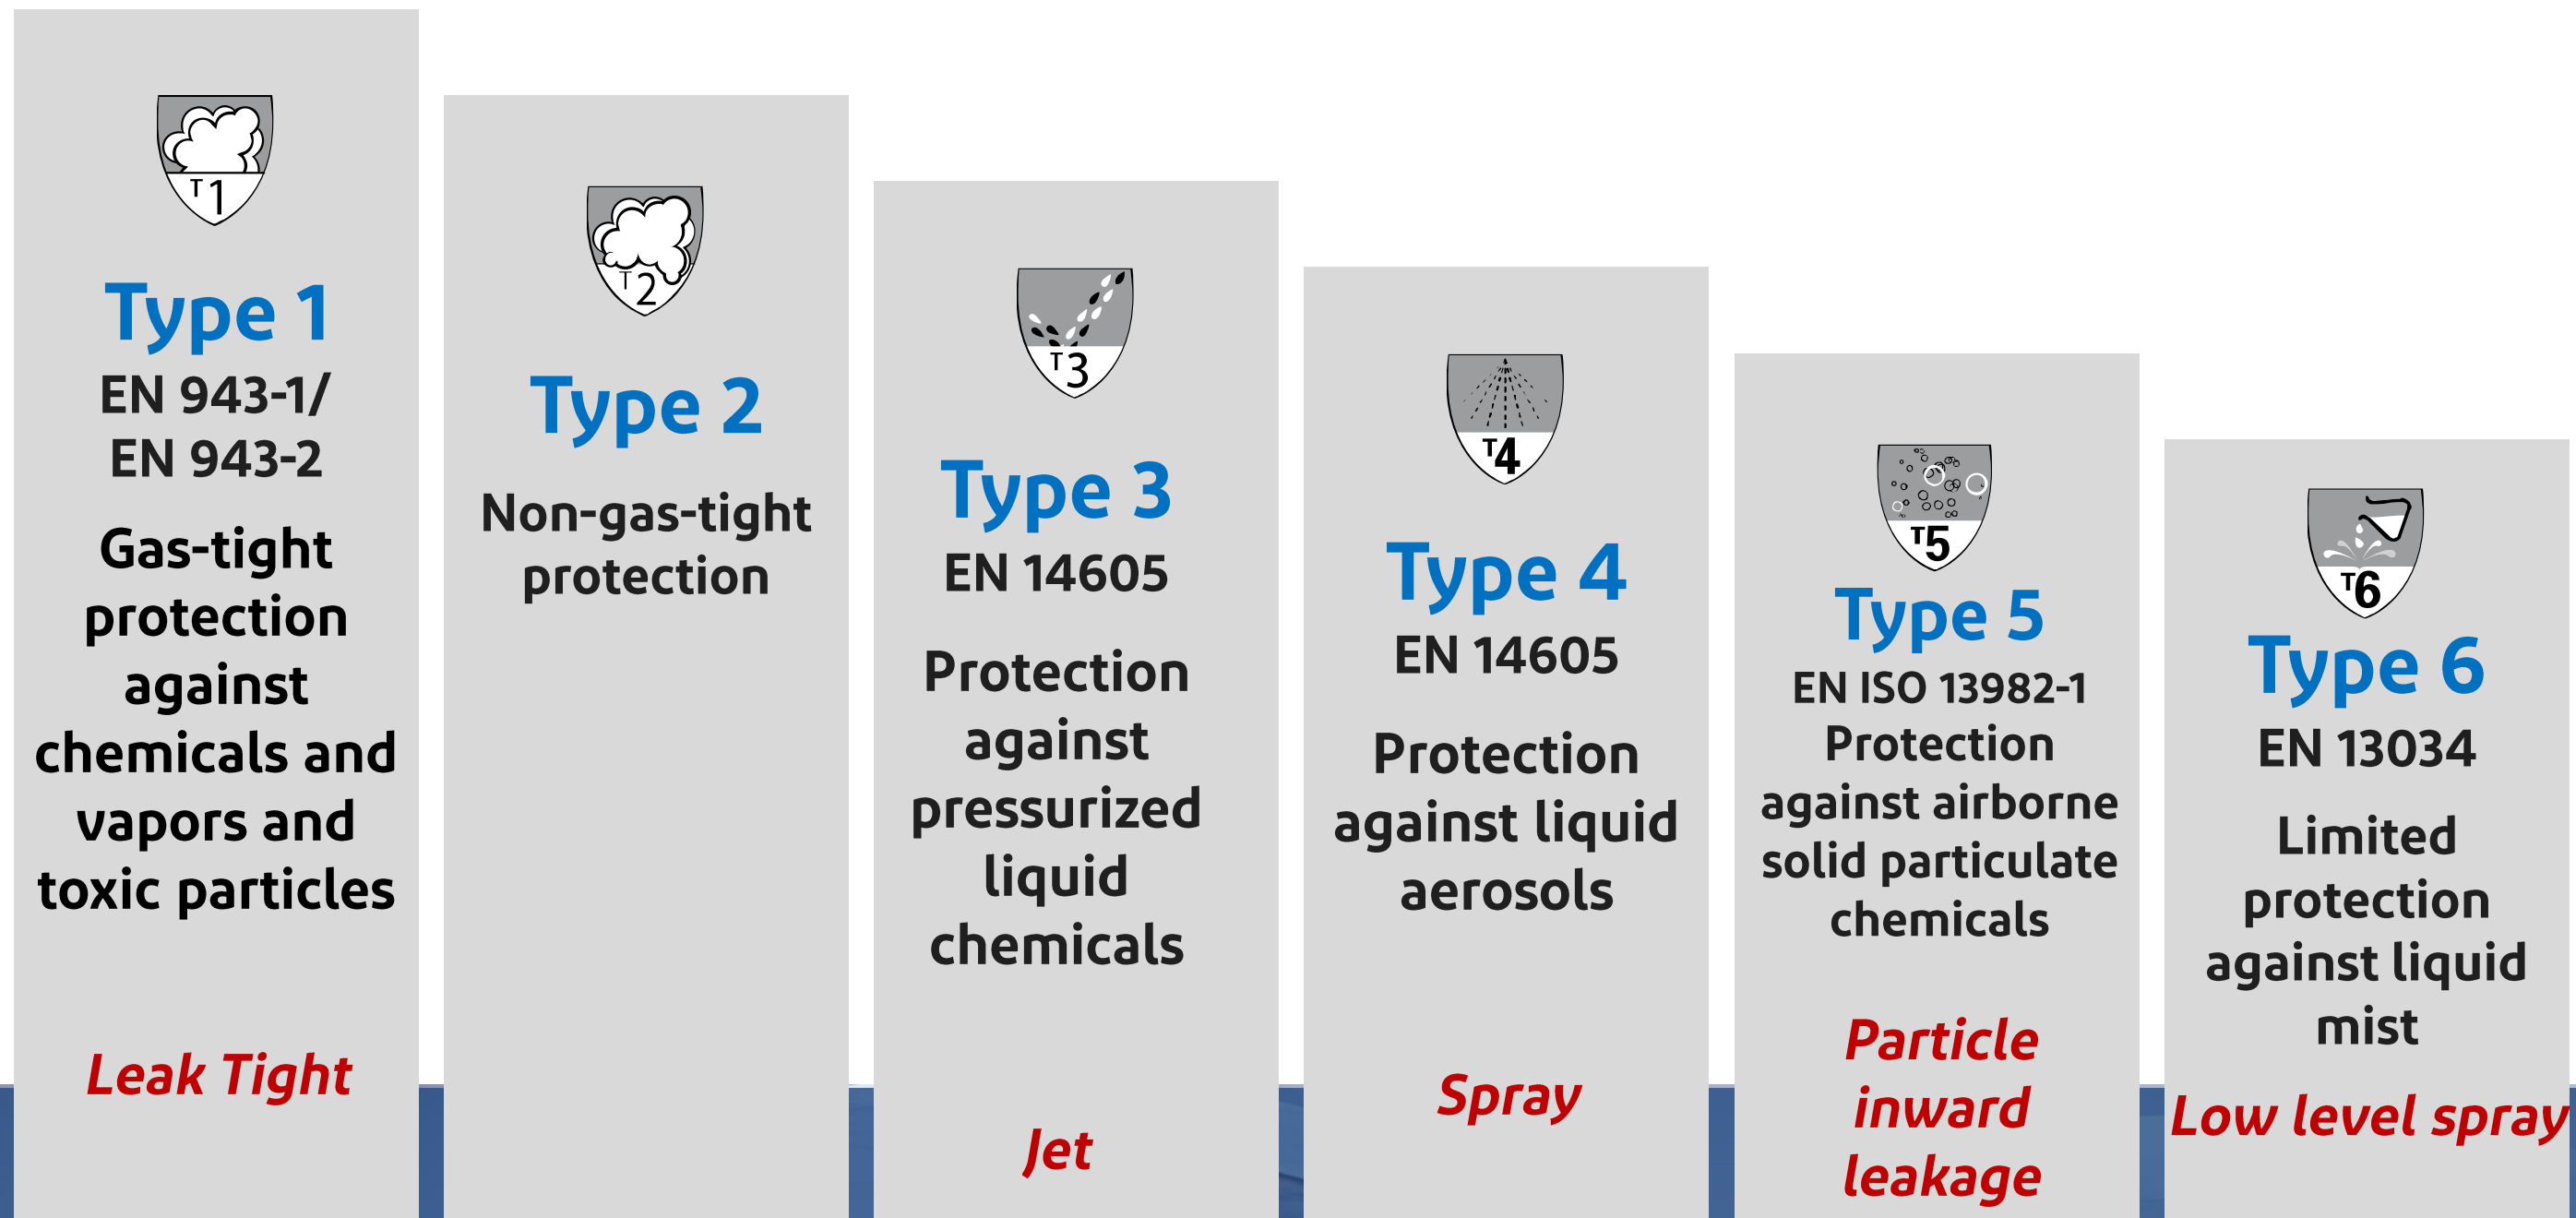 T1
Type 1
EN 943-1/
EN 943-2
Gas-tight
protection
against
chemicals and
vapors and
toxic particles
Leak Tight
T2
Type 2
Non-gas-tight
protection
T3
Type 3
EN 14605
Protection
against
pressurized
liquid
chemicals
Jet
T4
Type 4
EN 14605
Protection
against liquid
aerosols
Spray
T5
Type 5
EN ISO 13982-1
Protection
against airborne
solid particulate
chemicals
Particle
inward
leakage
T6
Type 6
EN 13034
Limited
protection
against liquid
mist
Low level spray